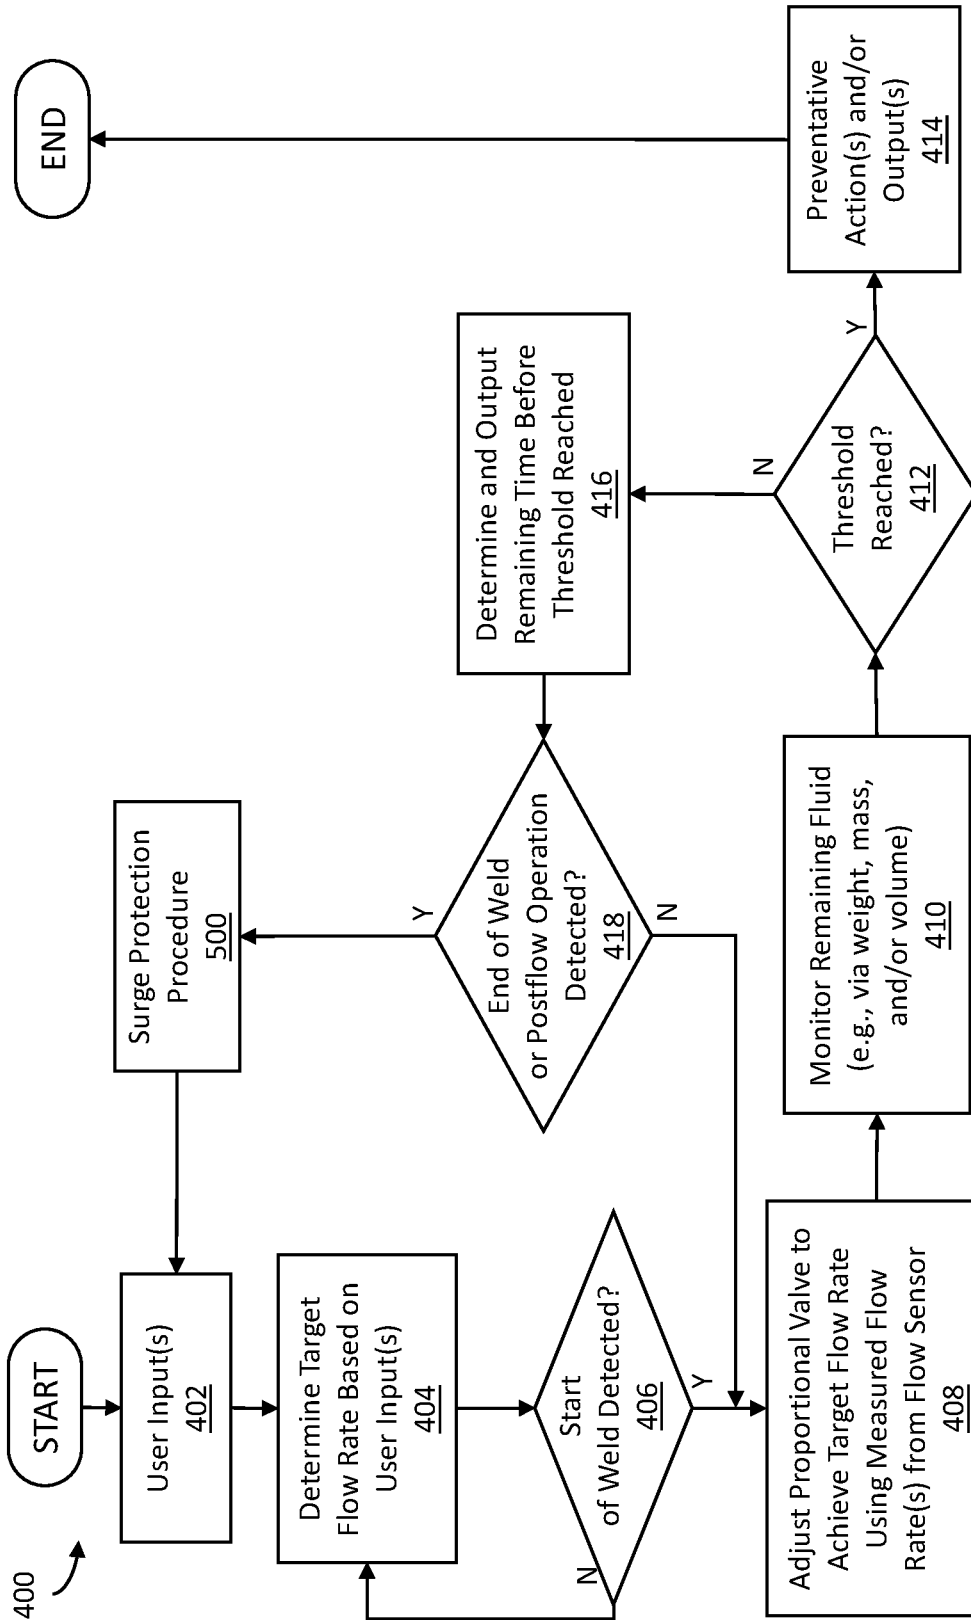 400
START
User Input(s)
402
Determine Target
Flow Rate Based on
User Input(s)
404
Start
of Weld Detected?
406
N
Y
Adjust Proportional Valve to
Achieve Target Flow Rate
Using Measured Flow
Rate(s) from Flow Sensor
408
Monitor Remaining Fluid
(e.g., via weight, mass,
and/or volume)
410
Threshold
Reached?
412
N
Y
Preventative
Action(s) and/or
Output(s)
414
END
Determine and Output
Remaining Time Before
Threshold Reached
416
End of Weld
or Postflow Operation
Detected?
418
Y
N
Surge Protection
Procedure
500